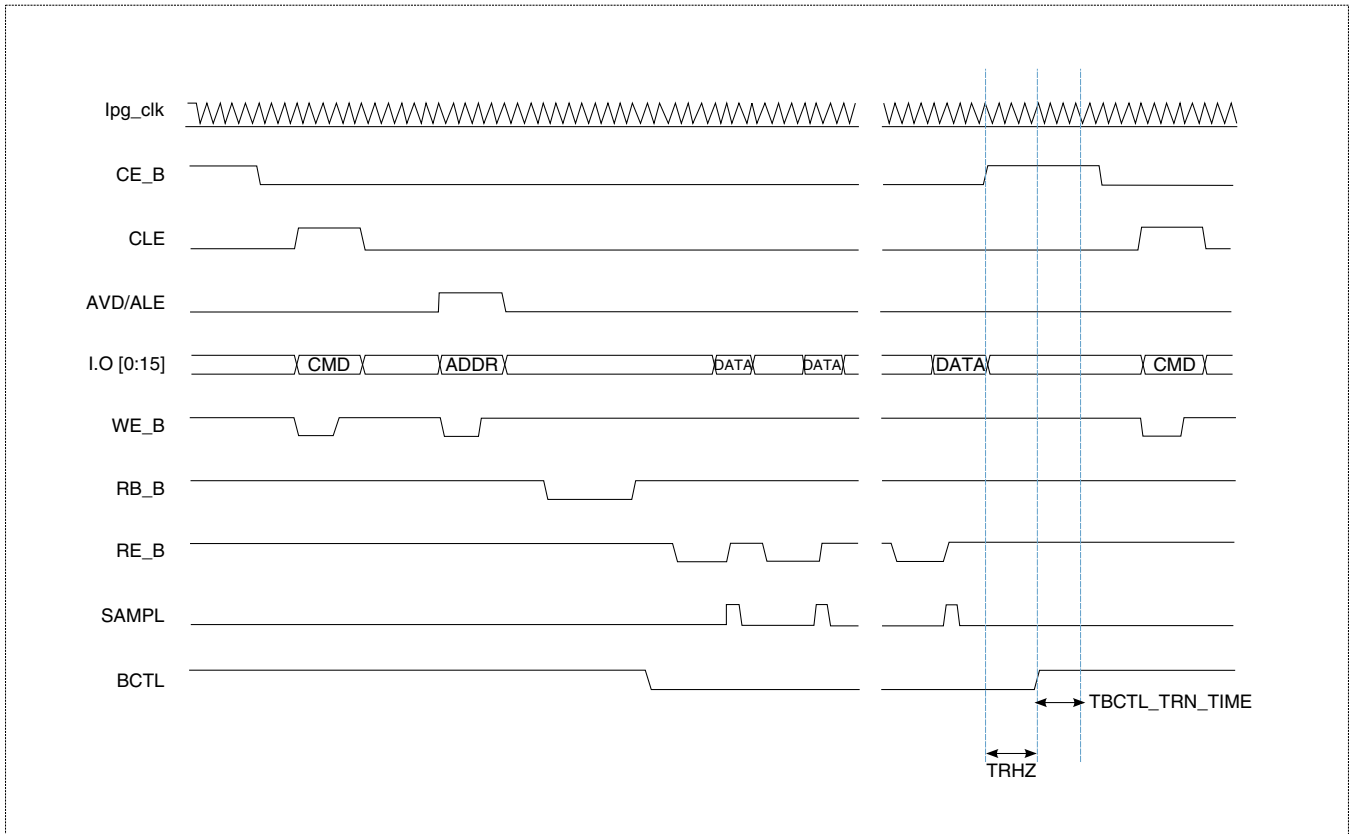 Ipg_clk
CE_B
CLE
AVD/ALE
I.O [0:15] CMD ADDR DATA DATA DATA CMD
WE_B
RB_B
RE_B
SAMPL
BCTL
TBCTL_TRN_TIME
TRHZ